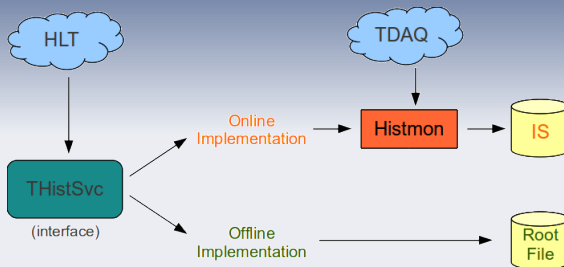 HLT
TDAQ
Online
Implementation
Histmon
IS
THistSvc
(interface)
Offline
Implementation
Root
File